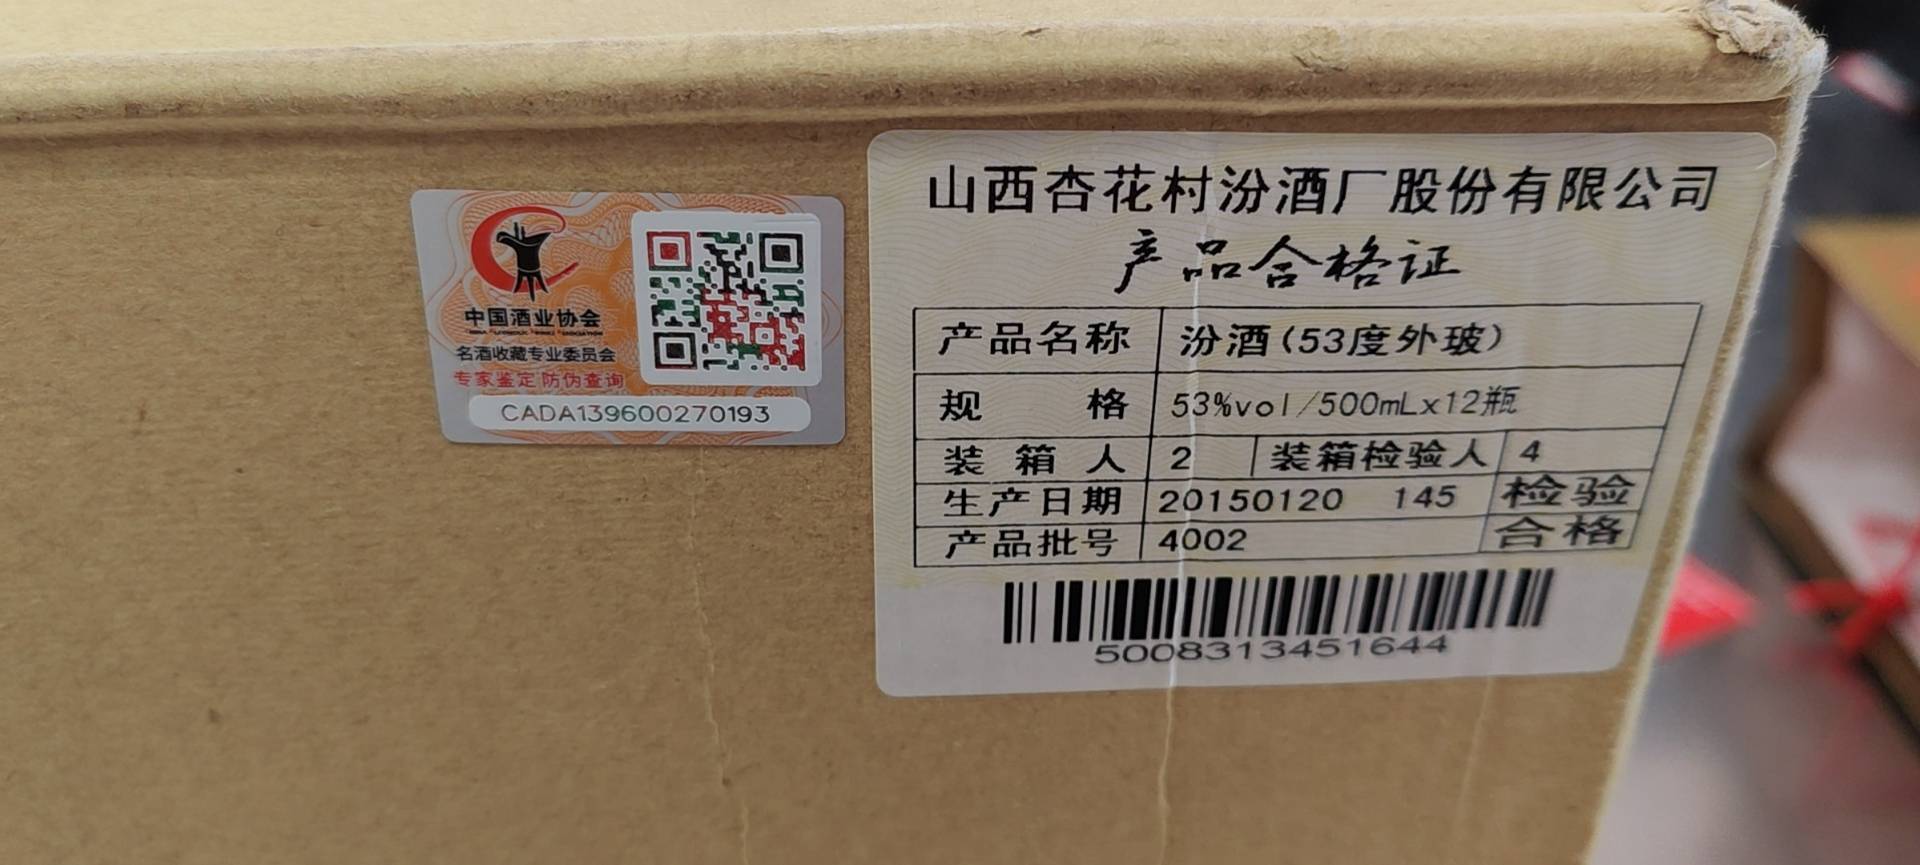 中国酒业协会
名酒收藏专业委员会
专家鉴定 防伪查询
CADA139600270193
山西杏花村汾酒厂股份有限公司
产品合格证
产品名称 汾酒(53度外玻)
规格 53%vol/500mLx12瓶
装箱人 2 装箱检验人 4
生产日期 20150120 145 检验
产品批号 4002 合格
5008313451644